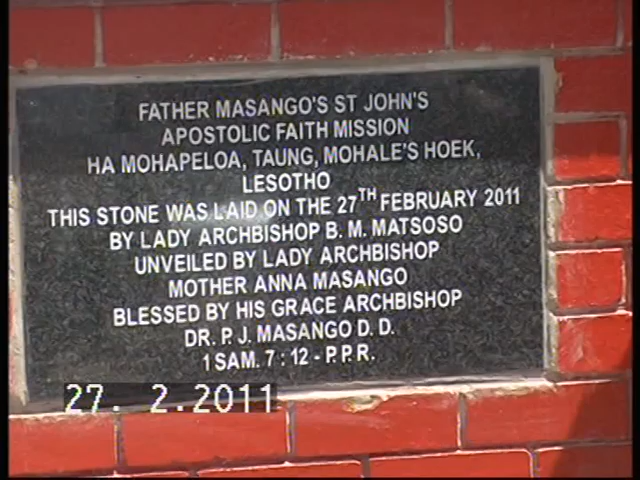 FATHER MASANGO'S ST JOHN'S
APOSTOLIC FAITH MISSION
HA MOHAPELOA, TAUNG, MOHALE'S HOEK,
LESOTHO
THIS STONE WAS LAID ON THE 27TH FEBRUARY 2011
BY LADY ARCHBISHOP B. M. MATSOSO
UNVEILED BY LADY ARCHBISHOP
MOTHER ANNA MASANGO
BLESSED BY HIS GRACE ARCHBISHOP
DR. P. J. MASANGO D. D.
1 SAM. 7 : 12 - P.P.R.
27. 2.2011